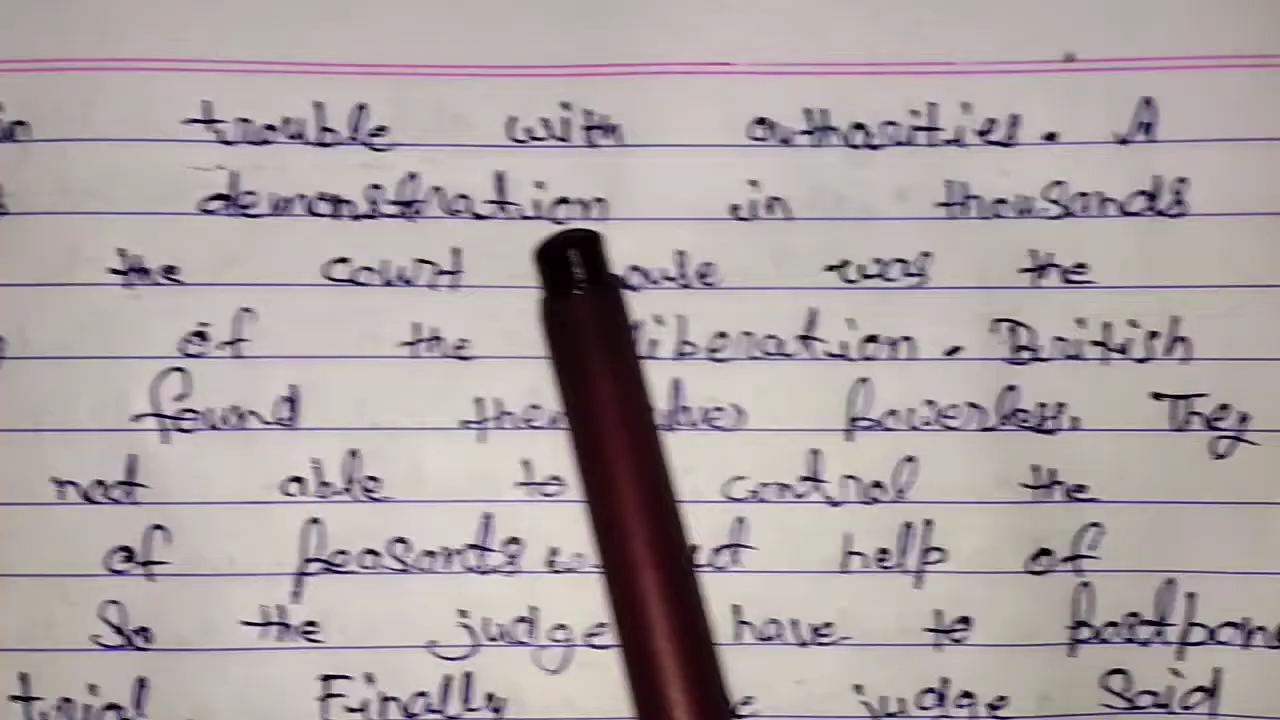 in trouble with authorities. A
demonstration in thousands
the court was the
of the liberation. British
found powerless. They
not able to control the
of peasants help of
So the judge have to postpone
trial. Finally judge Said